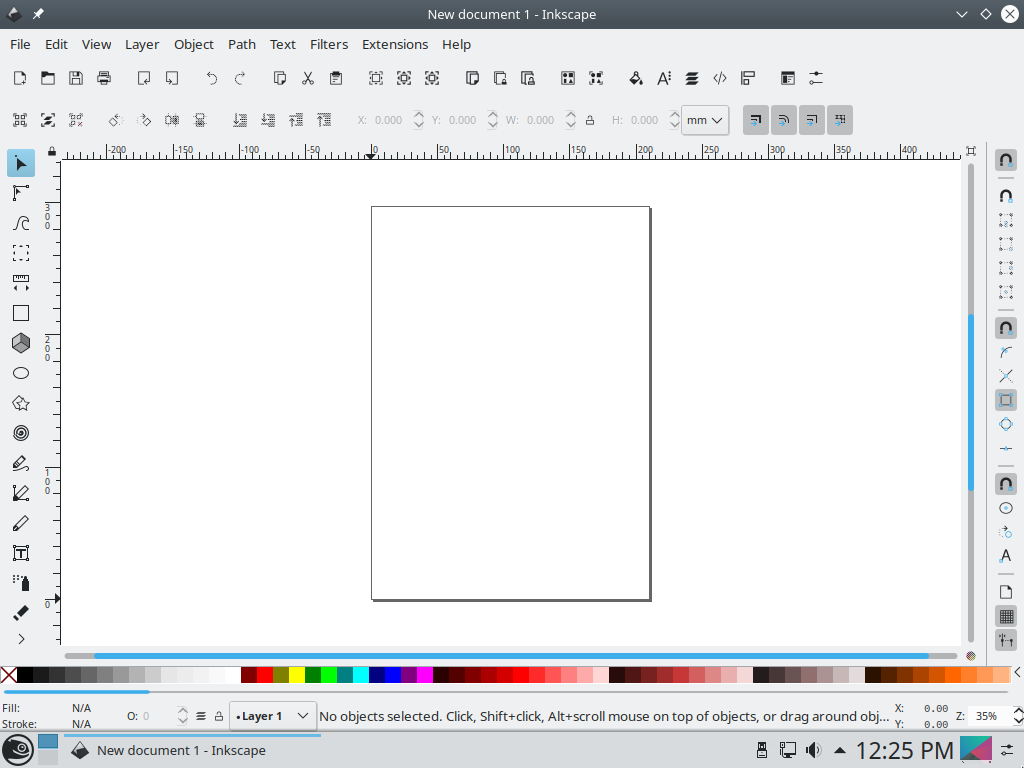 New document 1 - Inkscape
File Edit View Layer Object Path Text Filters Extensions Help
X: 0.000 Y: 0.000 W: 0.000 H: 0.000 mm
-200 -150 -100 -50 0 50 100 150 200 250 300 350 400
300
200
100
0
Fill: N/A
Stroke: N/A
O: 0
•Layer 1
No objects selected. Click, Shift+click, Alt+scroll mouse on top of objects, or drag around obj...
X: 0.00
Y: 0.00
Z: 35%
New document 1 - Inkscape
12:25 PM